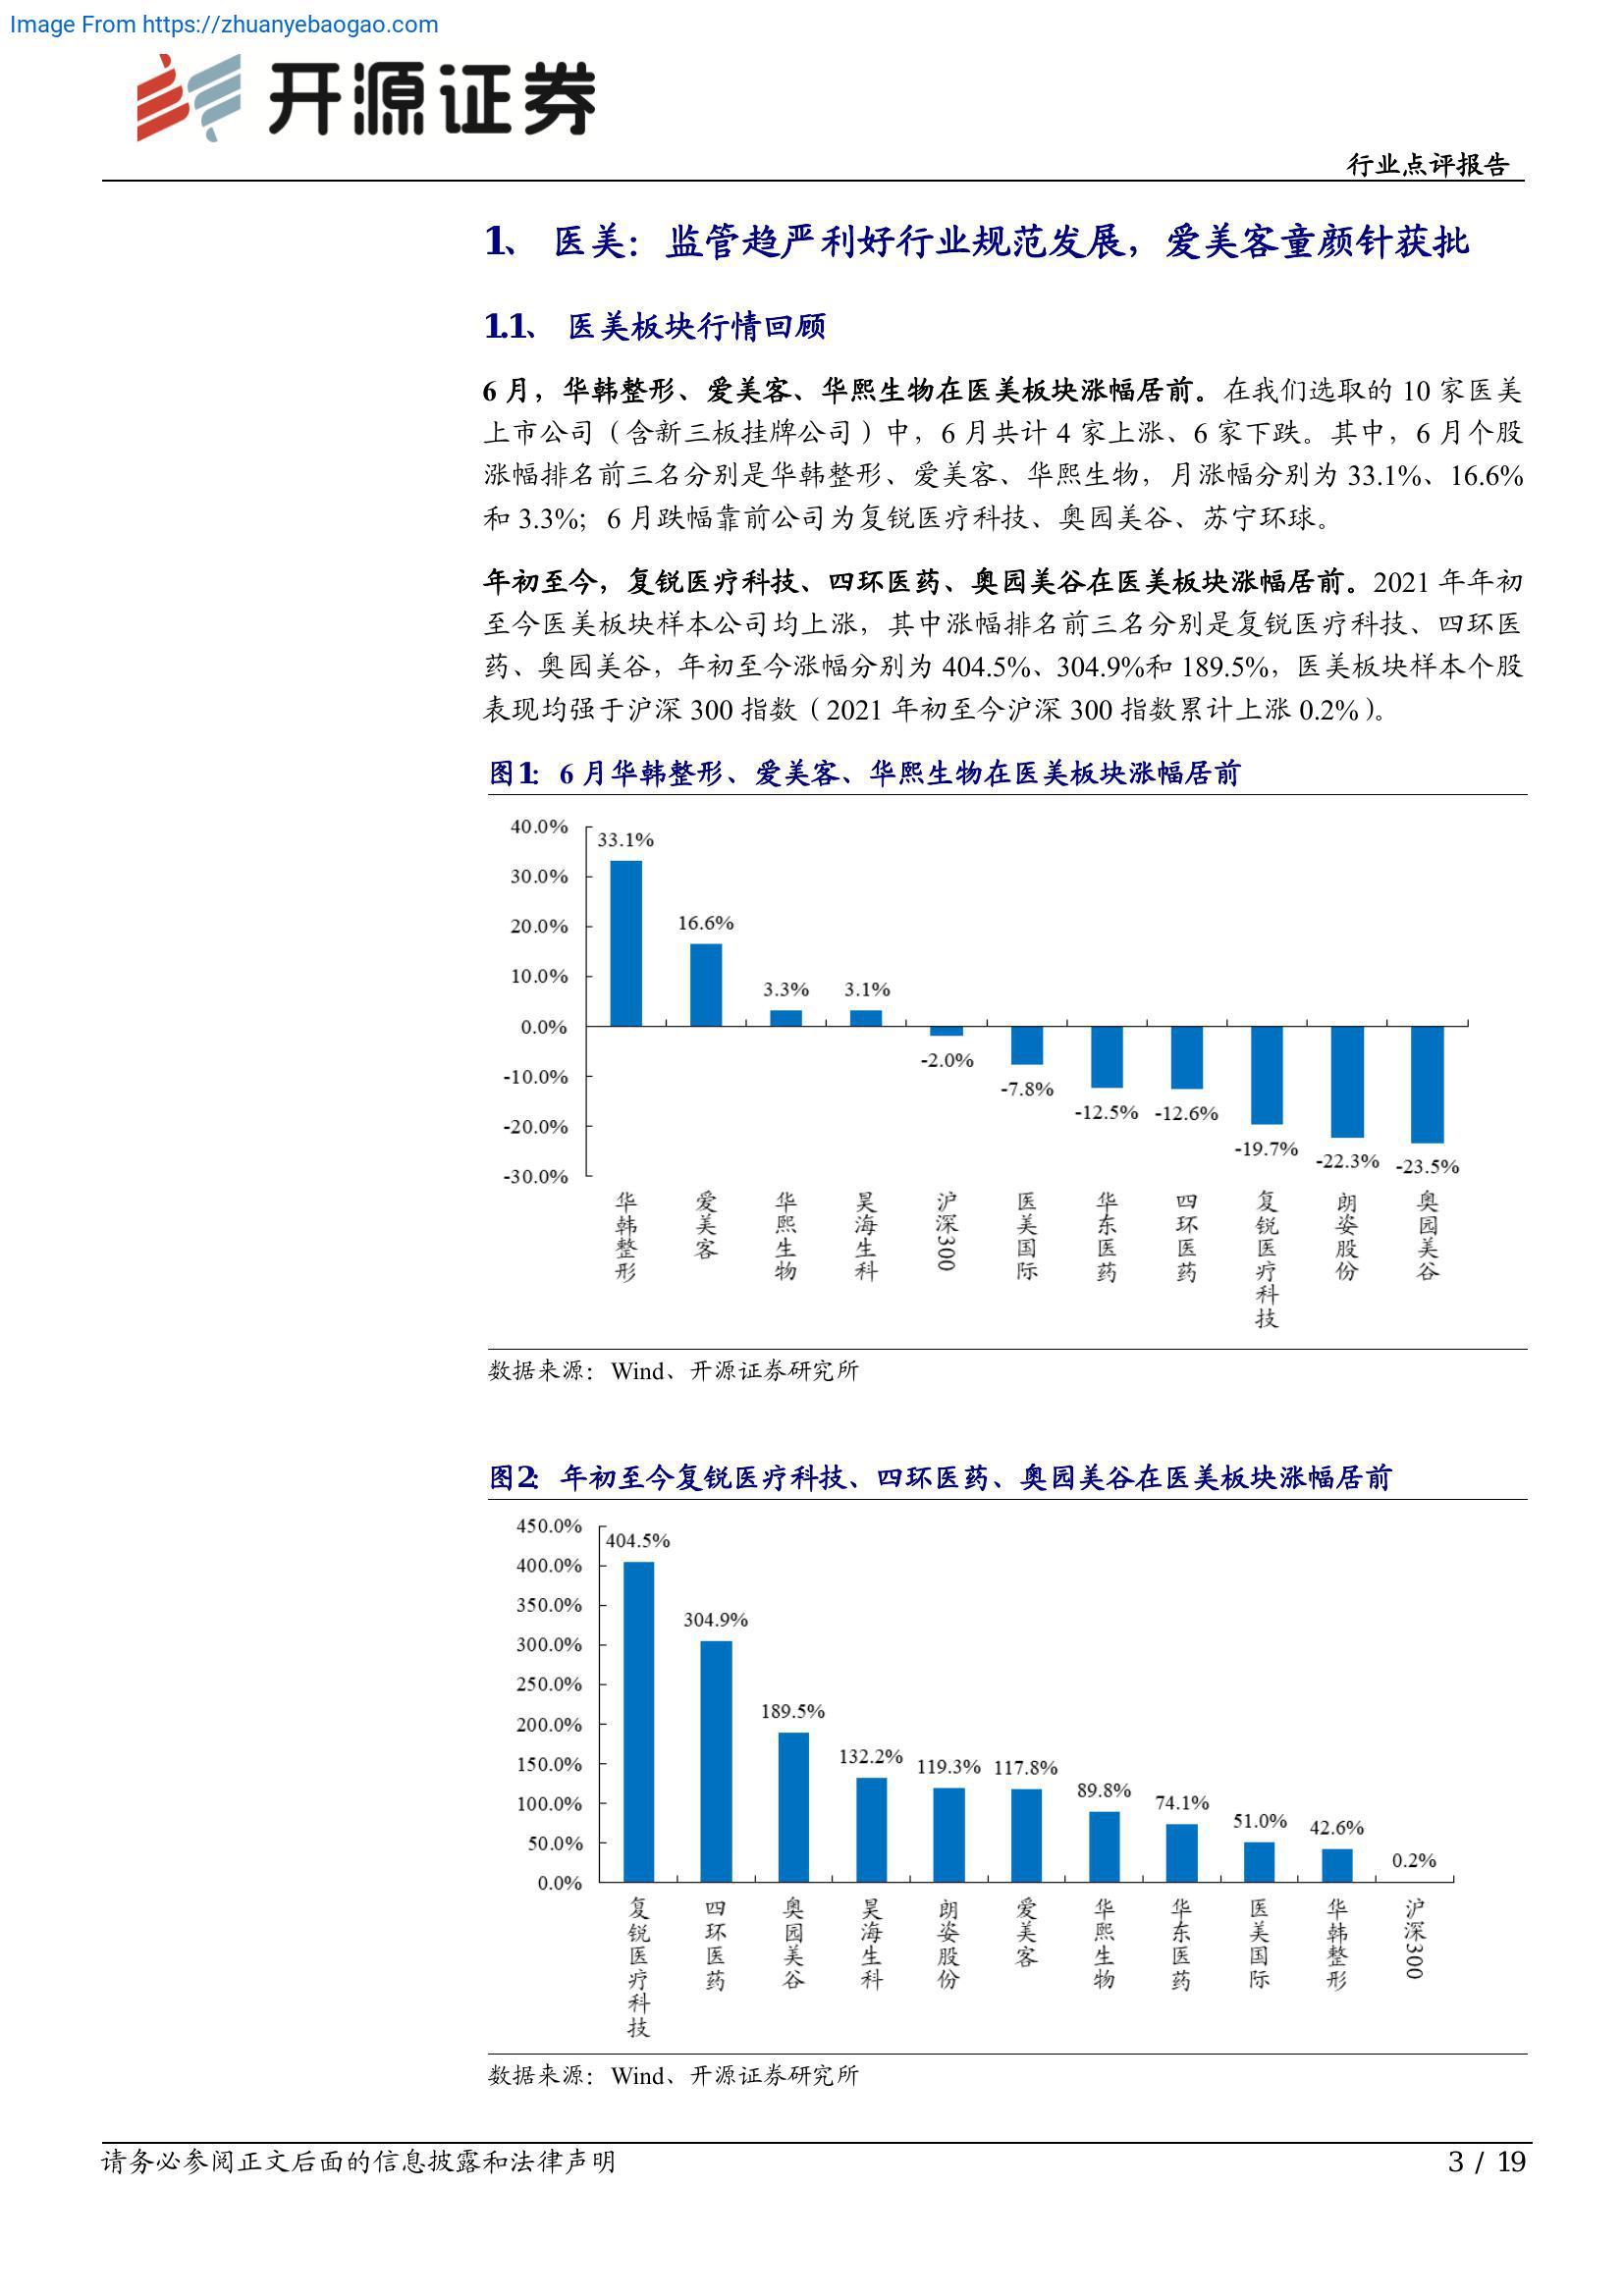 Image From https://zhuanyebaogao.com
开源证券
行业点评报告
1、 医美：监管趋严利好行业规范发展，爱美客童颜针获批
1.1、 医美板块行情回顾
6 月，华韩整形、爱美客、华熙生物在医美板块涨幅居前。在我们选取的 10 家医美
上市公司（含新三板挂牌公司）中，6 月共计 4 家上涨、6 家下跌。其中，6 月个股
涨幅排名前三名分别是华韩整形、爱美客、华熙生物，月涨幅分别为 33.1%、16.6%
和 3.3%；6 月跌幅靠前公司为复锐医疗科技、奥园美谷、苏宁环球。
年初至今，复锐医疗科技、四环医药、奥园美谷在医美板块涨幅居前。2021 年年初
至今医美板块样本公司均上涨，其中涨幅排名前三名分别是复锐医疗科技、四环医
药、奥园美谷，年初至今涨幅分别为 404.5%、304.9%和 189.5%，医美板块样本个股
表现均强于沪深 300 指数（2021 年初至今沪深 300 指数累计上涨 0.2%）。
图1： 6 月华韩整形、爱美客、华熙生物在医美板块涨幅居前
40.0%
30.0%
20.0%
10.0%
0.0%
-10.0%
-20.0%
-30.0%
33.1%
16.6%
3.3%
3.1%
-2.0%
-7.8%
-12.5%
-12.6%
-19.7%
-22.3%
-23.5%
华韩整形
爱美客
华熙生物
昊海生科
沪深300
医美国际
华东医药
四环医药
复锐医疗科技
朗姿股份
奥园美谷
数据来源：Wind、开源证券研究所
图2： 年初至今复锐医疗科技、四环医药、奥园美谷在医美板块涨幅居前
450.0%
400.0%
350.0%
300.0%
250.0%
200.0%
150.0%
100.0%
50.0%
0.0%
404.5%
304.9%
189.5%
132.2%
119.3%
117.8%
89.8%
74.1%
51.0%
42.6%
0.2%
复锐医疗科技
四环医药
奥园美谷
昊海生科
朗姿股份
爱美客
华熙生物
华东医药
医美国际
华韩整形
沪深300
数据来源：Wind、开源证券研究所
请务必参阅正文后面的信息披露和法律声明
3 / 19